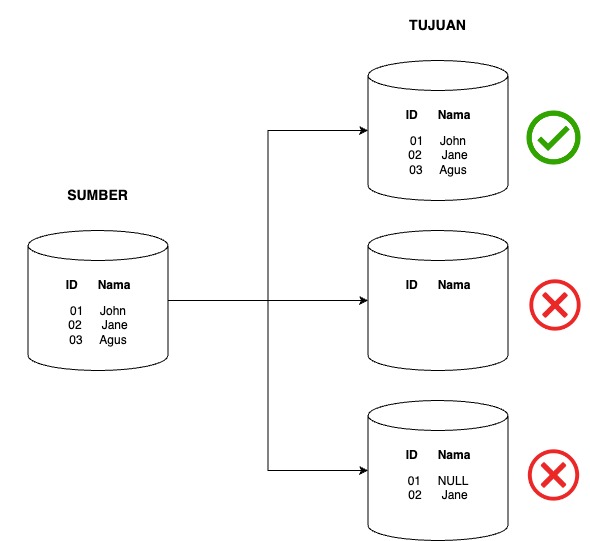 TUJUAN
ID Nama
01 John
02 Jane
03 Agus
SUMBER
ID Nama
01 John
02 Jane
03 Agus
ID Nama
ID Nama
01 NULL
02 Jane